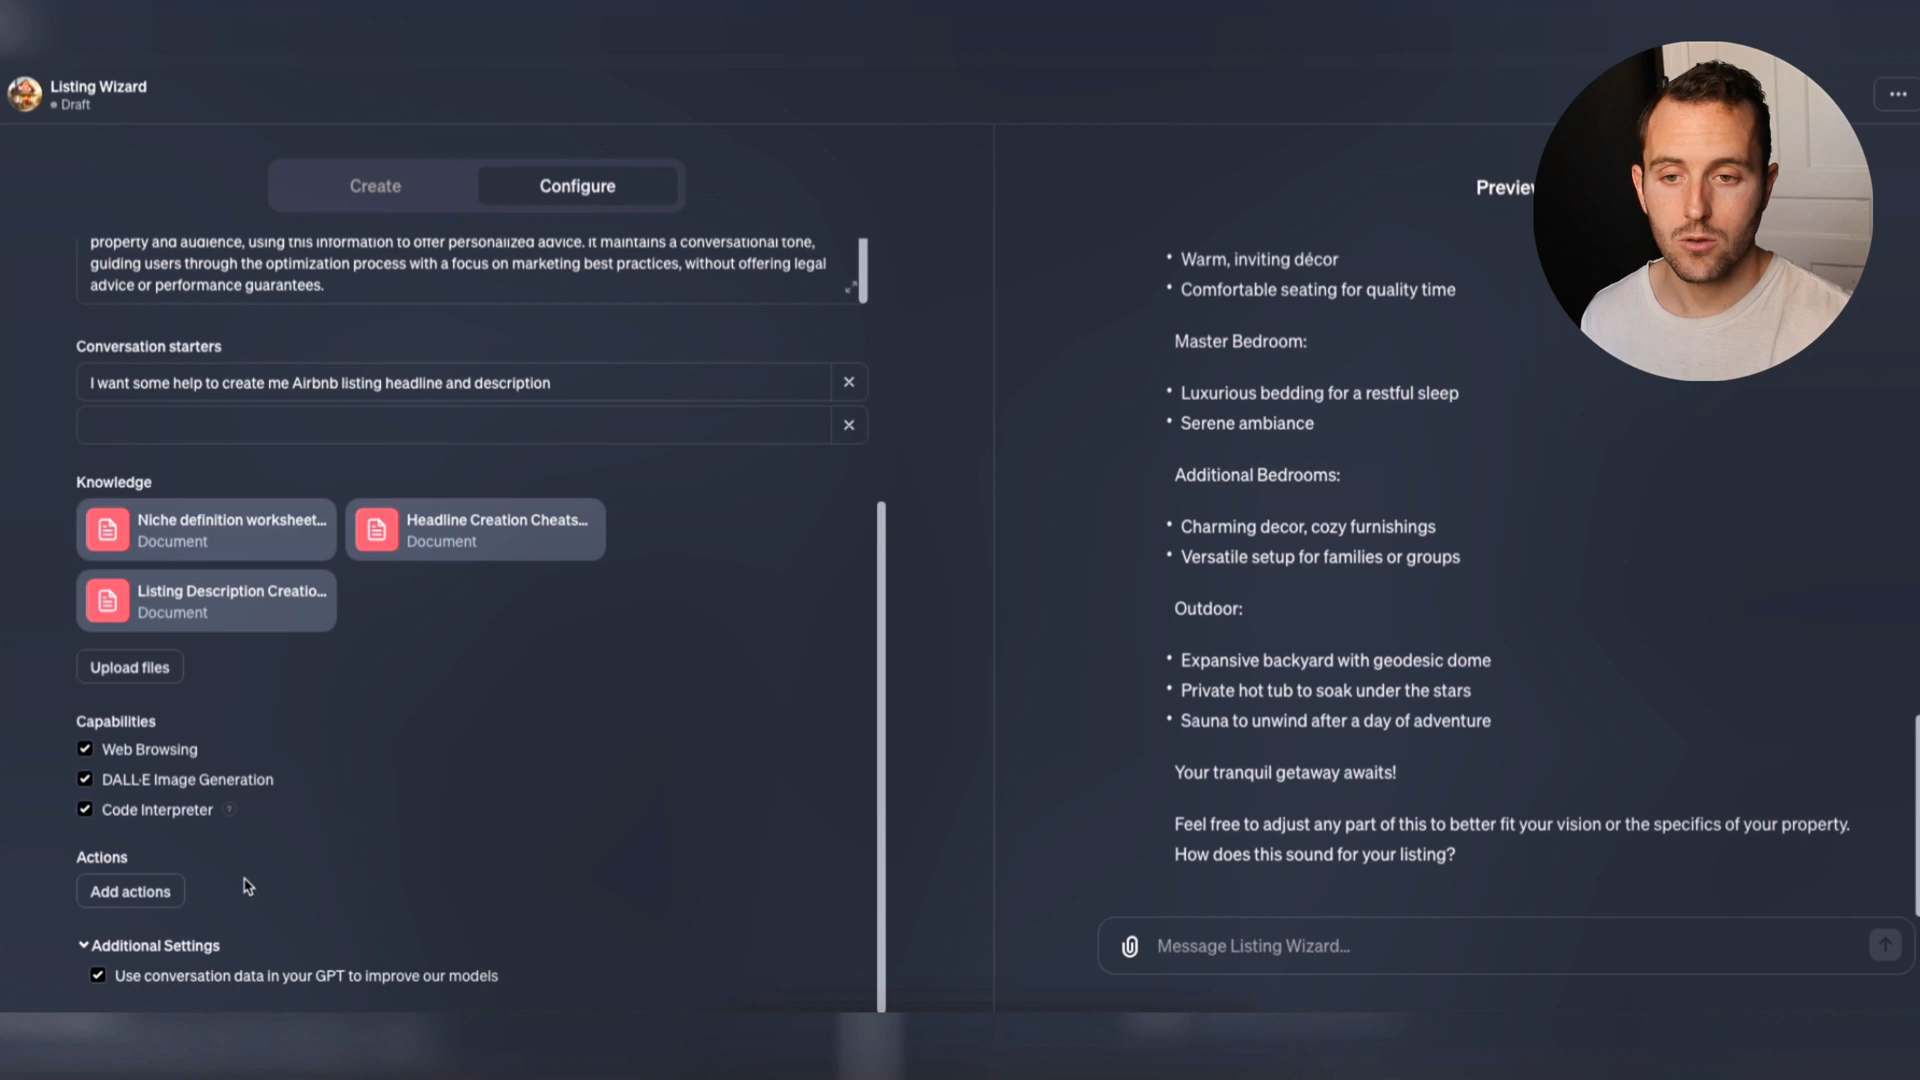 Listing Wizard
Draft
Create
Configure
property and audience, using this information to offer personalized advice. It maintains a conversational tone,
guiding users through the optimization process with a focus on marketing best practices, without offering legal
advice or performance guarantees.
Conversation starters
I want some help to create me Airbnb listing headline and description
Knowledge
Niche definition worksheet...
Document
Headline Creation Cheats...
Document
Listing Description Creatio...
Document
Upload files
Capabilities
Web Browsing
DALL·E Image Generation
Code Interpreter ?
Actions
Add actions
Additional Settings
Use conversation data in your GPT to improve our models
• Warm, inviting décor
• Comfortable seating for quality time
Master Bedroom:
• Luxurious bedding for a restful sleep
• Serene ambiance
Additional Bedrooms:
• Charming decor, cozy furnishings
• Versatile setup for families or groups
Outdoor:
• Expansive backyard with geodesic dome
• Private hot tub to soak under the stars
• Sauna to unwind after a day of adventure
Your tranquil getaway awaits!
Feel free to adjust any part of this to better fit your vision or the specifics of your property.
How does this sound for your listing?
Message Listing Wizard...